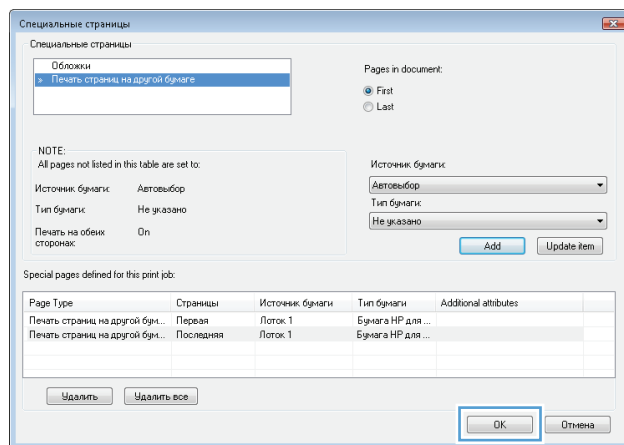 Специальные страницы
Специальные страницы
Обложки
» Печать страниц на другой бумаге
Pages in document:
First
Last
NOTE:
All pages not listed in this table are set to:
Источник бумаги: Автовыбор
Тип бумаги: Не указано
Печать на обеих сторонах: On
Источник бумаги:
Автовыбор
Тип бумаги:
Не указано
Add Update item
Special pages defined for this print job:
Page Type Страницы Источник бумаги Тип бумаги Additional attributes
Печать страниц на другой бум... Первая Лоток 1 Бумага HP для ...
Печать страниц на другой бум... Последняя Лоток 1 Бумага HP для ...
Удалить Удалить все
OK Отмена